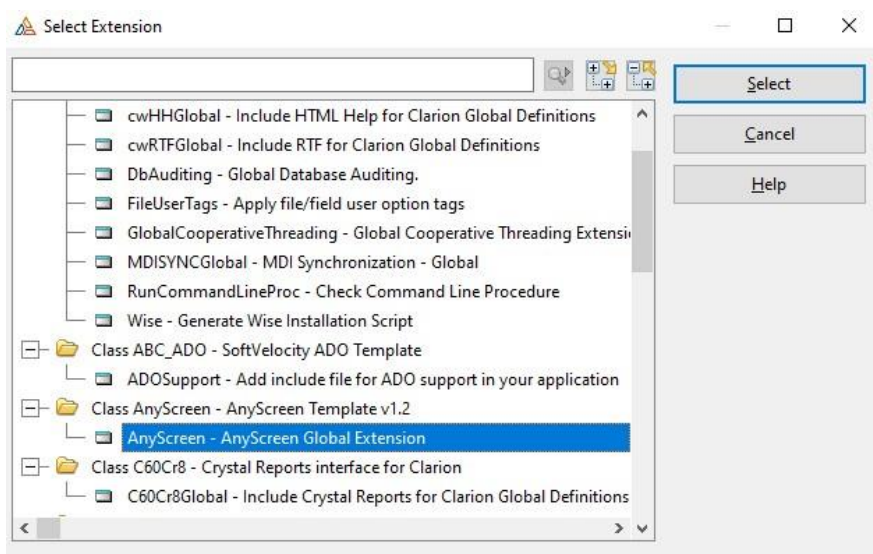 Select Extension
cwHHGlobal - Include HTML Help for Clarion Global Definitions
cwRTFGlobal - Include RTF for Clarion Global Definitions
DbAuditing - Global Database Auditing.
FileUserTags - Apply file/field user option tags
GlobalCooperativeThreading - Global Cooperative Threading Extensi
MDISYNCGlobal - MDI Synchronization - Global
RunCommandLineProc - Check Command Line Procedure
Wise - Generate Wise Installation Script
Class ABC_ADO - SoftVelocity ADO Template
ADOSupport - Add include file for ADO support in your application
Class AnyScreen - AnyScreen Template v1.2
AnyScreen - AnyScreen Global Extension
Class C60Cr8 - Crystal Reports interface for Clarion
C60Cr8Global - Include Crystal Reports for Clarion Global Definitions
Select
Cancel
Help